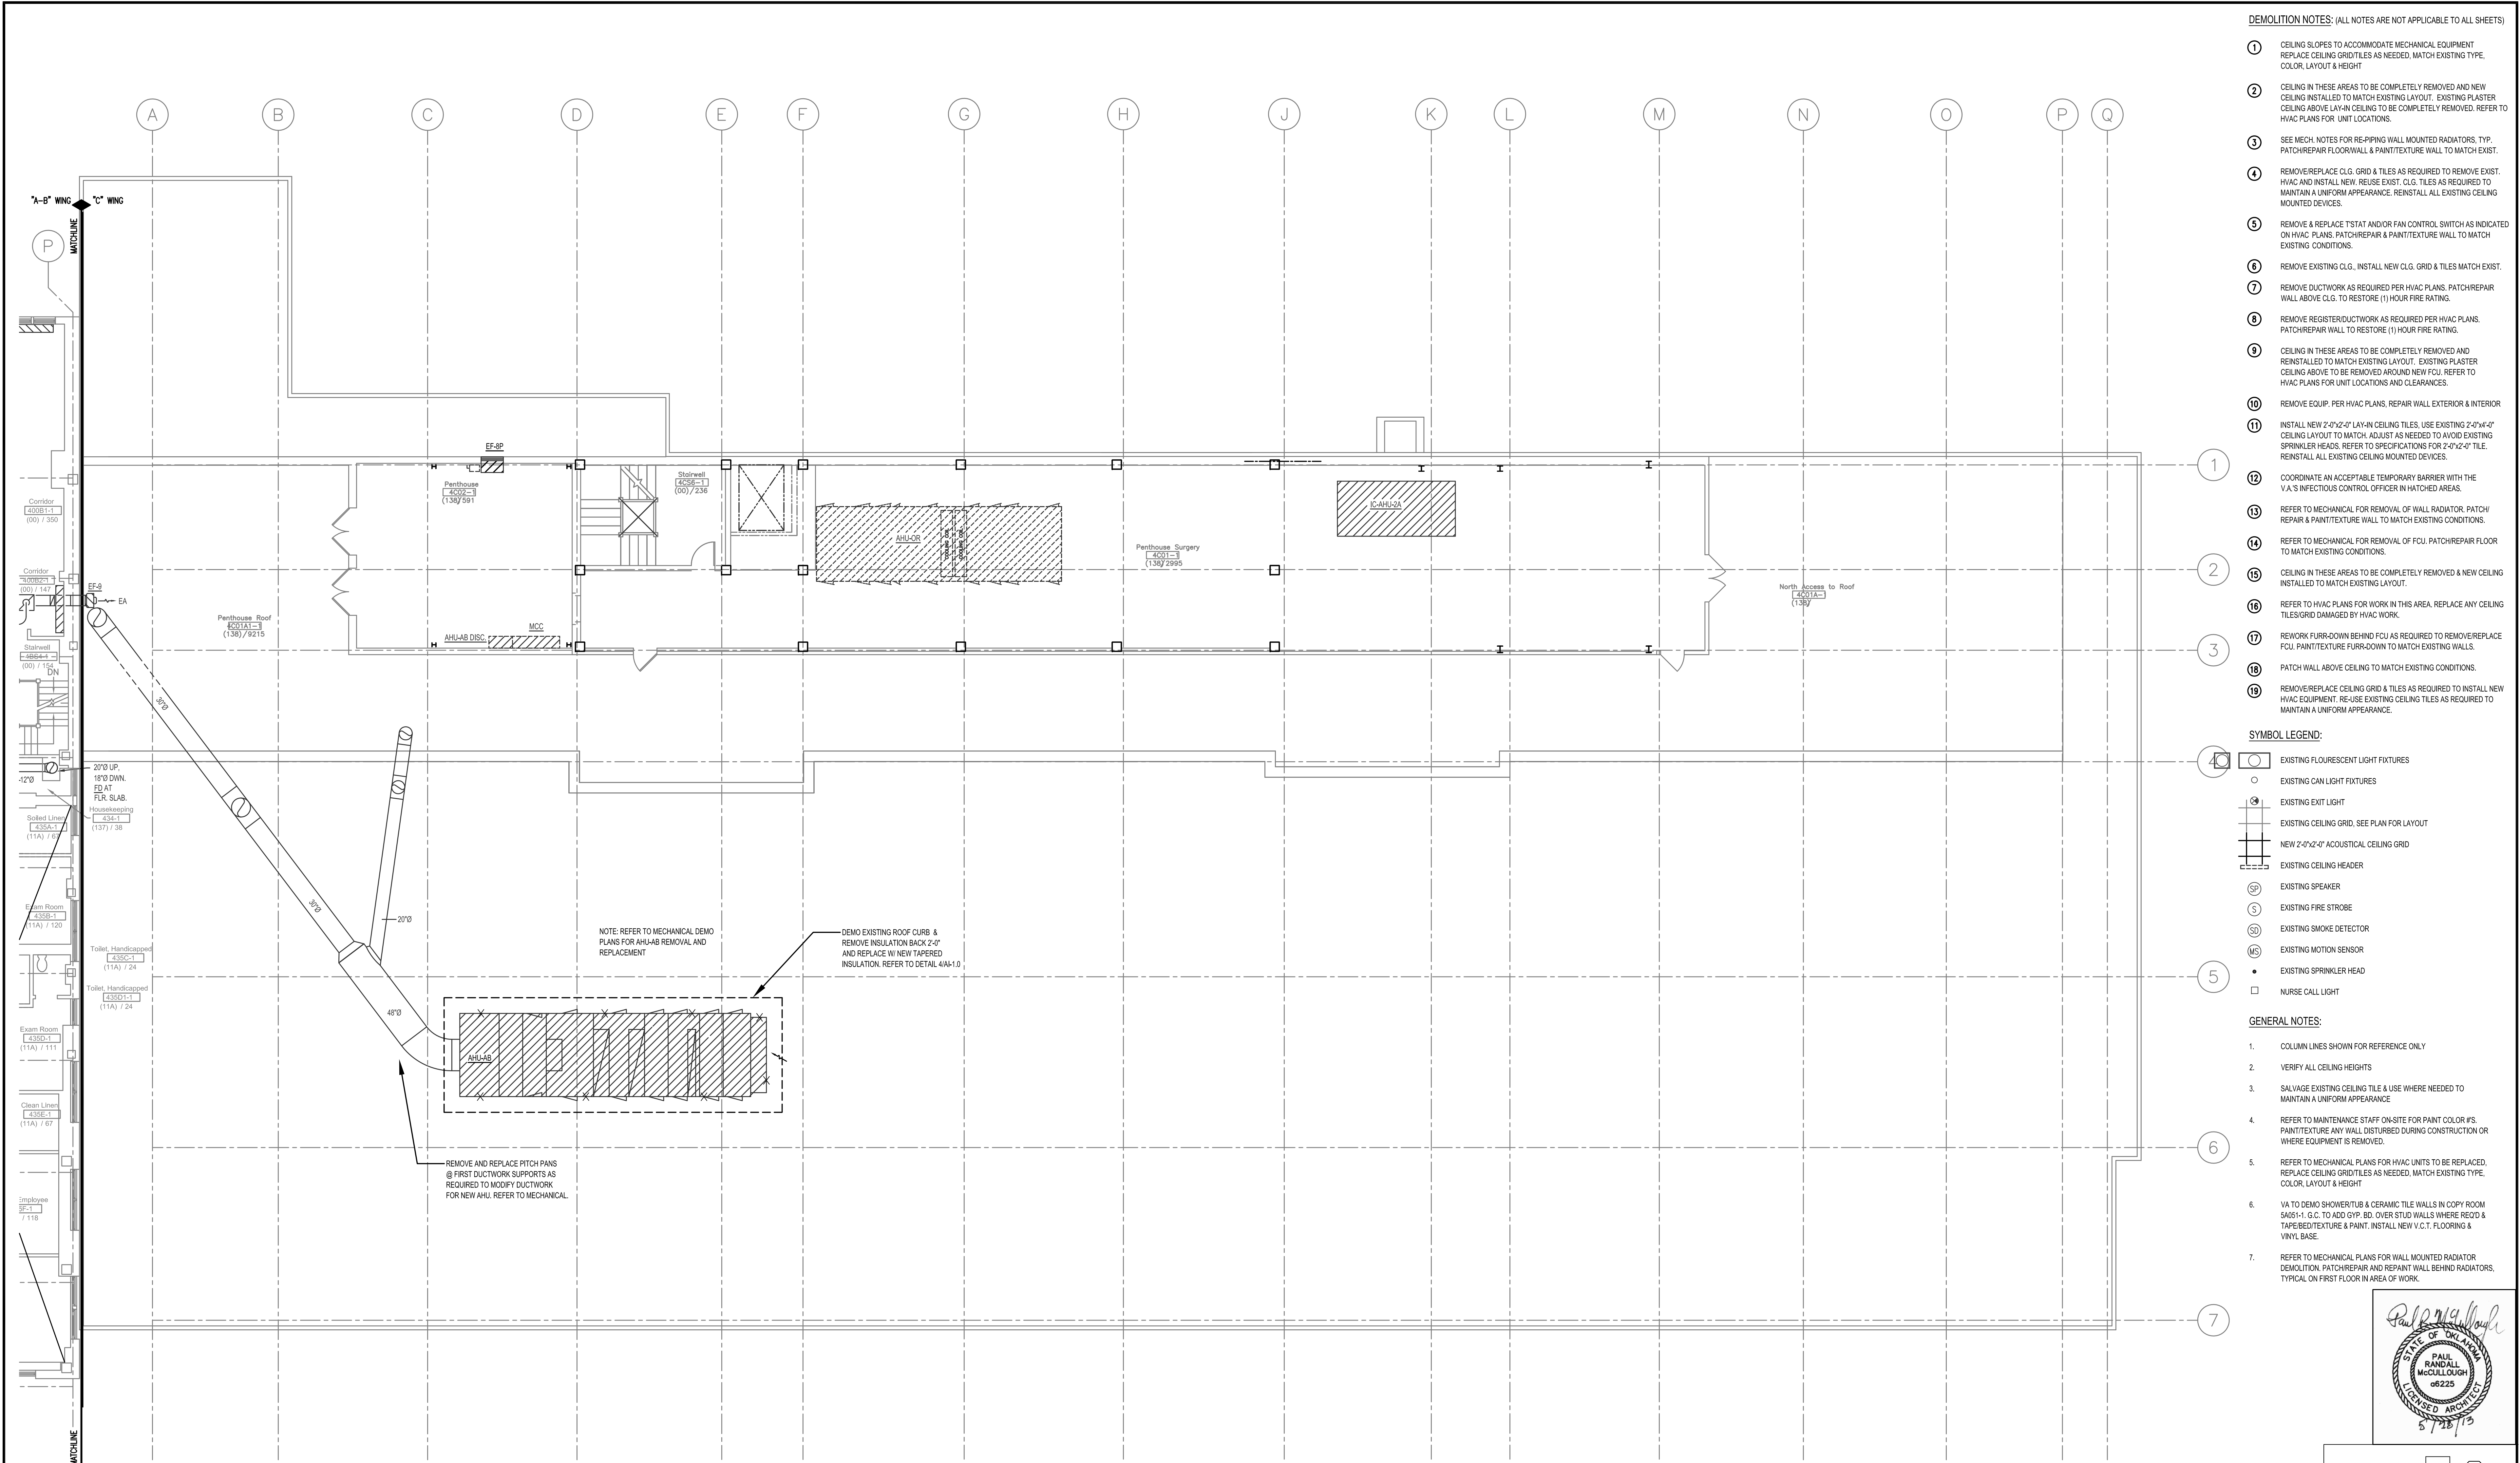 A
B
C
D
E
F
G
H
J
K
L
M
N
O
P
Q
"A-B" WING
"C" WING
MATCHLINE
P
Corridor
400B1-1
(00) / 350
Corridor
400B2-1
(00) / 147
EF-9
EA
Stairwell
(00) / 154
DN
Penthouse Roof
4C01A1-1
(138)/9215
EF-8P
Penthouse
4C02-1
(138)/591
AHU-AB DISC.
MCC
Stairwell
4CS6-1
(00)/236
AHU-OR
COOLING COIL
COOLING COIL
Penthouse Surgery
4C01-1
(138)/2995
IC-AHU-2A
North Access to Roof
4C01A-1
(138)/
1
2
3
4
5
6
7
30"Ø
30"Ø
20"Ø
48"Ø
-12"Ø
20"Ø UP,
18"Ø DWN.
FD AT
FLR. SLAB.
Housekeeping
434-1
(137) / 38
Soiled Linen
435A-1
(11A) / 67
Exam Room
435B-1
(11A) / 120
Toilet, Handicapped
435C-1
(11A) / 24
Toilet, Handicapped
435D1-1
(11A) / 24
Exam Room
435D-1
(11A) / 111
Clean Linen
435E-1
(11A) / 67
Employee
5F-1
/ 118
MATCHLINE
NOTE: REFER TO MECHANICAL DEMO
PLANS FOR AHU-AB REMOVAL AND
REPLACEMENT
DEMO EXISTING ROOF CURB &
REMOVE INSULATION BACK 2'-0"
AND REPLACE W/ NEW TAPERED
INSULATION. REFER TO DETAIL 4/AI-1.0
AHU-AB
REMOVE AND REPLACE PITCH PANS
@ FIRST DUCTWORK SUPPORTS AS
REQUIRED TO MODIFY DUCTWORK
FOR NEW AHU. REFER TO MECHANICAL.
DEMOLITION NOTES: (ALL NOTES ARE NOT APPLICABLE TO ALL SHEETS)
1 CEILING SLOPES TO ACCOMMODATE MECHANICAL EQUIPMENT
REPLACE CEILING GRID/TILES AS NEEDED, MATCH EXISTING TYPE,
COLOR, LAYOUT & HEIGHT
2 CEILING IN THESE AREAS TO BE COMPLETELY REMOVED AND NEW
CEILING INSTALLED TO MATCH EXISTING LAYOUT. EXISTING PLASTER
CEILING ABOVE LAY-IN CEILING TO BE COMPLETELY REMOVED. REFER TO
HVAC PLANS FOR UNIT LOCATIONS.
3 SEE MECH. NOTES FOR RE-PIPING WALL MOUNTED RADIATORS, TYP.
PATCH/REPAIR FLOOR/WALL & PAINT/TEXTURE WALL TO MATCH EXIST.
4 REMOVE/REPLACE CLG. GRID & TILES AS REQUIRED TO REMOVE EXIST.
HVAC AND INSTALL NEW. REUSE EXIST. CLG. TILES AS REQUIRED TO
MAINTAIN A UNIFORM APPEARANCE. REINSTALL ALL EXISTING CEILING
MOUNTED DEVICES.
5 REMOVE & REPLACE T'STAT AND/OR FAN CONTROL SWITCH AS INDICATED
ON HVAC PLANS. PATCH/REPAIR & PAINT/TEXTURE WALL TO MATCH
EXISTING CONDITIONS.
6 REMOVE EXISTING CLG., INSTALL NEW CLG. GRID & TILES MATCH EXIST.
7 REMOVE DUCTWORK AS REQUIRED PER HVAC PLANS. PATCH/REPAIR
WALL ABOVE CLG. TO RESTORE (1) HOUR FIRE RATING.
8 REMOVE REGISTER/DUCTWORK AS REQUIRED PER HVAC PLANS.
PATCH/REPAIR WALL TO RESTORE (1) HOUR FIRE RATING.
9 CEILING IN THESE AREAS TO BE COMPLETELY REMOVED AND
REINSTALLED TO MATCH EXISTING LAYOUT. EXISTING PLASTER
CEILING ABOVE TO BE REMOVED AROUND NEW FCU. REFER TO
HVAC PLANS FOR UNIT LOCATIONS AND CLEARANCES.
10 REMOVE EQUIP. PER HVAC PLANS, REPAIR WALL EXTERIOR & INTERIOR
11 INSTALL NEW 2'-0"x2'-0" LAY-IN CEILING TILES, USE EXISTING 2'-0"x4'-0"
CEILING LAYOUT TO MATCH. ADJUST AS NEEDED TO AVOID EXISTING
SPRINKLER HEADS. REFER TO SPECIFICATIONS FOR 2'-0"x2'-0" TILE.
REINSTALL ALL EXISTING CEILING MOUNTED DEVICES.
12 COORDINATE AN ACCEPTABLE TEMPORARY BARRIER WITH THE
V.A.'S INFECTIOUS CONTROL OFFICER IN HATCHED AREAS.
13 REFER TO MECHANICAL FOR REMOVAL OF WALL RADIATOR. PATCH/
REPAIR & PAINT/TEXTURE WALL TO MATCH EXISTING CONDITIONS.
14 REFER TO MECHANICAL FOR REMOVAL OF FCU. PATCH/REPAIR FLOOR
TO MATCH EXISTING CONDITIONS.
15 CEILING IN THESE AREAS TO BE COMPLETELY REMOVED & NEW CEILING
INSTALLED TO MATCH EXISTING LAYOUT.
16 REFER TO HVAC PLANS FOR WORK IN THIS AREA. REPLACE ANY CEILING
TILES/GRID DAMAGED BY HVAC WORK.
17 REWORK FURR-DOWN BEHIND FCU AS REQUIRED TO REMOVE/REPLACE
FCU. PAINT/TEXTURE FURR-DOWN TO MATCH EXISTING WALLS.
18 PATCH WALL ABOVE CEILING TO MATCH EXISTING CONDITIONS.
19 REMOVE/REPLACE CEILING GRID & TILES AS REQUIRED TO INSTALL NEW
HVAC EQUIPMENT. RE-USE EXISTING CEILING TILES AS REQUIRED TO
MAINTAIN A UNIFORM APPEARANCE.
SYMBOL LEGEND:
EXISTING FLOURESCENT LIGHT FIXTURES
EXISTING CAN LIGHT FIXTURES
EXISTING EXIT LIGHT
EXISTING CEILING GRID, SEE PLAN FOR LAYOUT
NEW 2'-0"x2'-0" ACOUSTICAL CEILING GRID
EXISTING CEILING HEADER
SP EXISTING SPEAKER
S EXISTING FIRE STROBE
SD EXISTING SMOKE DETECTOR
MS EXISTING MOTION SENSOR
EXISTING SPRINKLER HEAD
NURSE CALL LIGHT
GENERAL NOTES:
1. COLUMN LINES SHOWN FOR REFERENCE ONLY
2. VERIFY ALL CEILING HEIGHTS
3. SALVAGE EXISTING CEILING TILE & USE WHERE NEEDED TO
MAINTAIN A UNIFORM APPEARANCE
4. REFER TO MAINTENANCE STAFF ON-SITE FOR PAINT COLOR #'S.
PAINT/TEXTURE ANY WALL DISTURBED DURING CONSTRUCTION OR
WHERE EQUIPMENT IS REMOVED.
5. REFER TO MECHANICAL PLANS FOR HVAC UNITS TO BE REPLACED,
REPLACE CEILING GRID/TILES AS NEEDED, MATCH EXISTING TYPE,
COLOR, LAYOUT & HEIGHT
6. VA TO DEMO SHOWER/TUB & CERAMIC TILE WALLS IN COPY ROOM
5A051-1. G.C. TO ADD GYP. BD. OVER STUD WALLS WHERE REQ'D &
TAPE/BED/TEXTURE & PAINT. INSTALL NEW V.C.T. FLOORING &
VINYL BASE.
7. REFER TO MECHANICAL PLANS FOR WALL MOUNTED RADIATOR
DEMOLITION. PATCH/REPAIR AND REPAINT WALL BEHIND RADIATORS,
TYPICAL ON FIRST FLOOR IN AREA OF WORK.
Paul R McCullough
STATE OF OKLAHOMA
PAUL
RANDALL
McCULLOUGH
a6225
LICENSED ARCHITECT
5/28/13